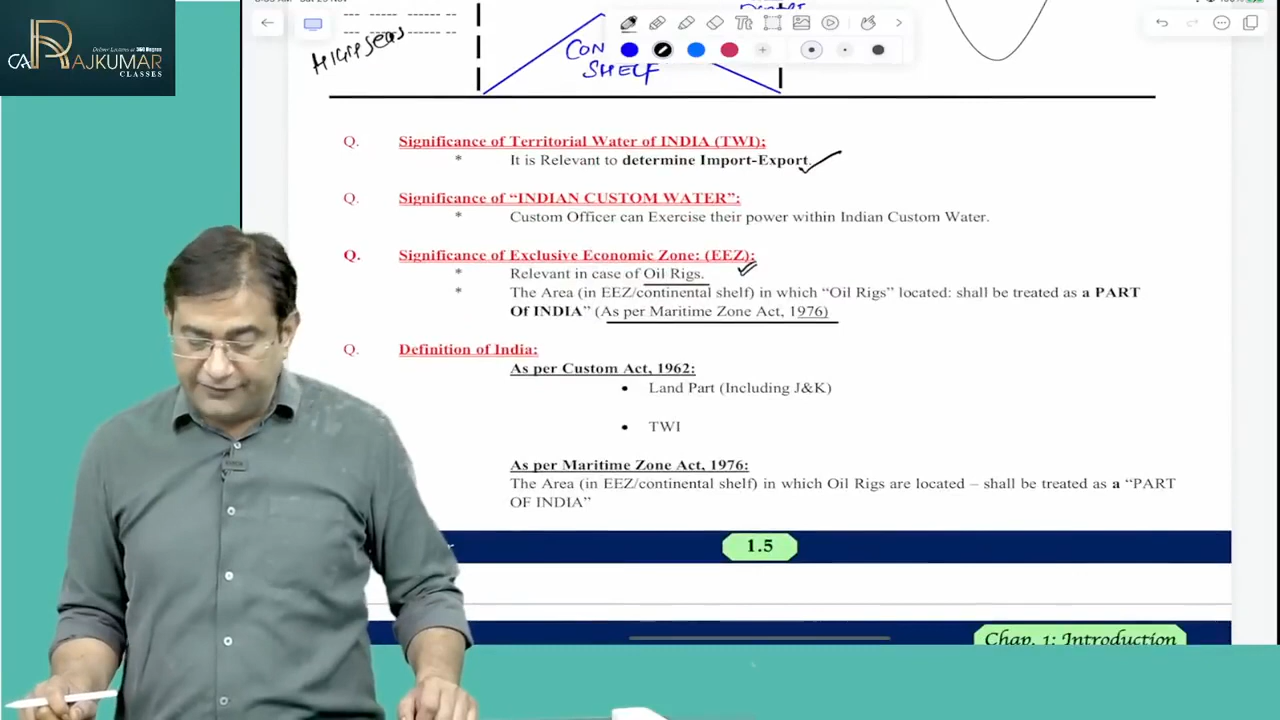 Deliver Lectures at 360 Degree
CA RAJKUMAR
CLASSES
High seas
CON
SHELF
Q. Significance of Territorial Water of INDIA (TWI);
* It is Relevant to determine Import-Export.
Q. Significance of “INDIAN CUSTOM WATER”:
* Custom Officer can Exercise their power within Indian Custom Water.
Q. Significance of Exclusive Economic Zone: (EEZ):
* Relevant in case of Oil Rigs.
* The Area (in EEZ/continental shelf) in which “Oil Rigs” located: shall be treated as a PART
Of INDIA” (As per Maritime Zone Act, 1976)
Q. Definition of India:
As per Custom Act, 1962:
• Land Part (Including J&K)
• TWI
As per Maritime Zone Act, 1976:
The Area (in EEZ/continental shelf) in which Oil Rigs are located – shall be treated as a “PART
OF INDIA”
1.5
Chap. 1: Introduction